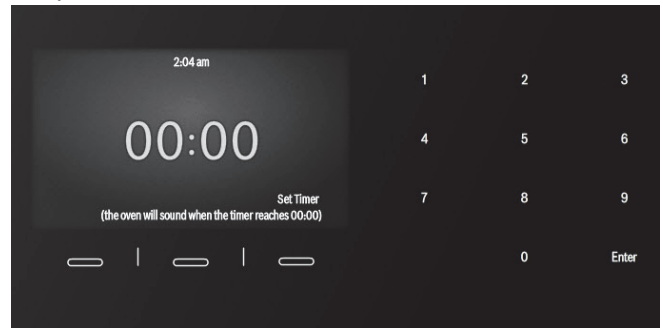 2:04 am
00:00
Set Timer
(the oven will sound when the timer reaches 00:00)
1 2 3
4 5 6
7 8 9
0 Enter